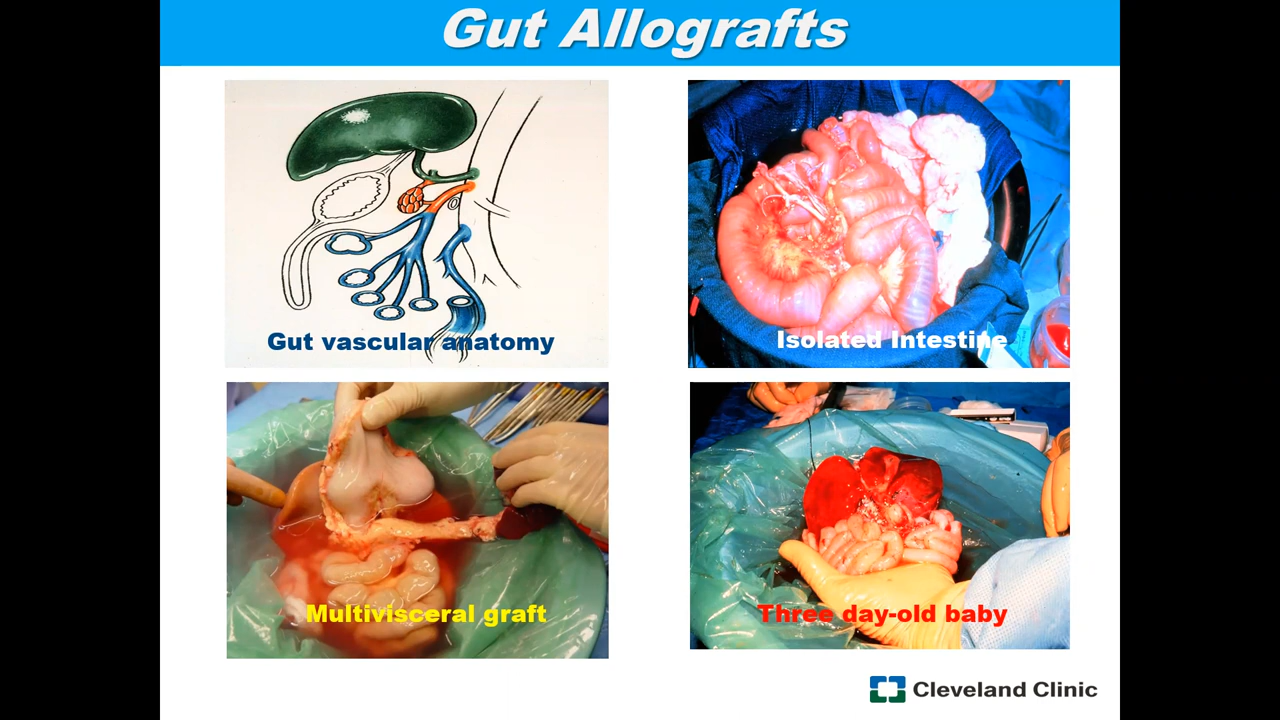 Gut Allografts
Gut vascular anatomy
Isolated Intestine
Multivisceral graft
Three day-old baby
Cleveland Clinic